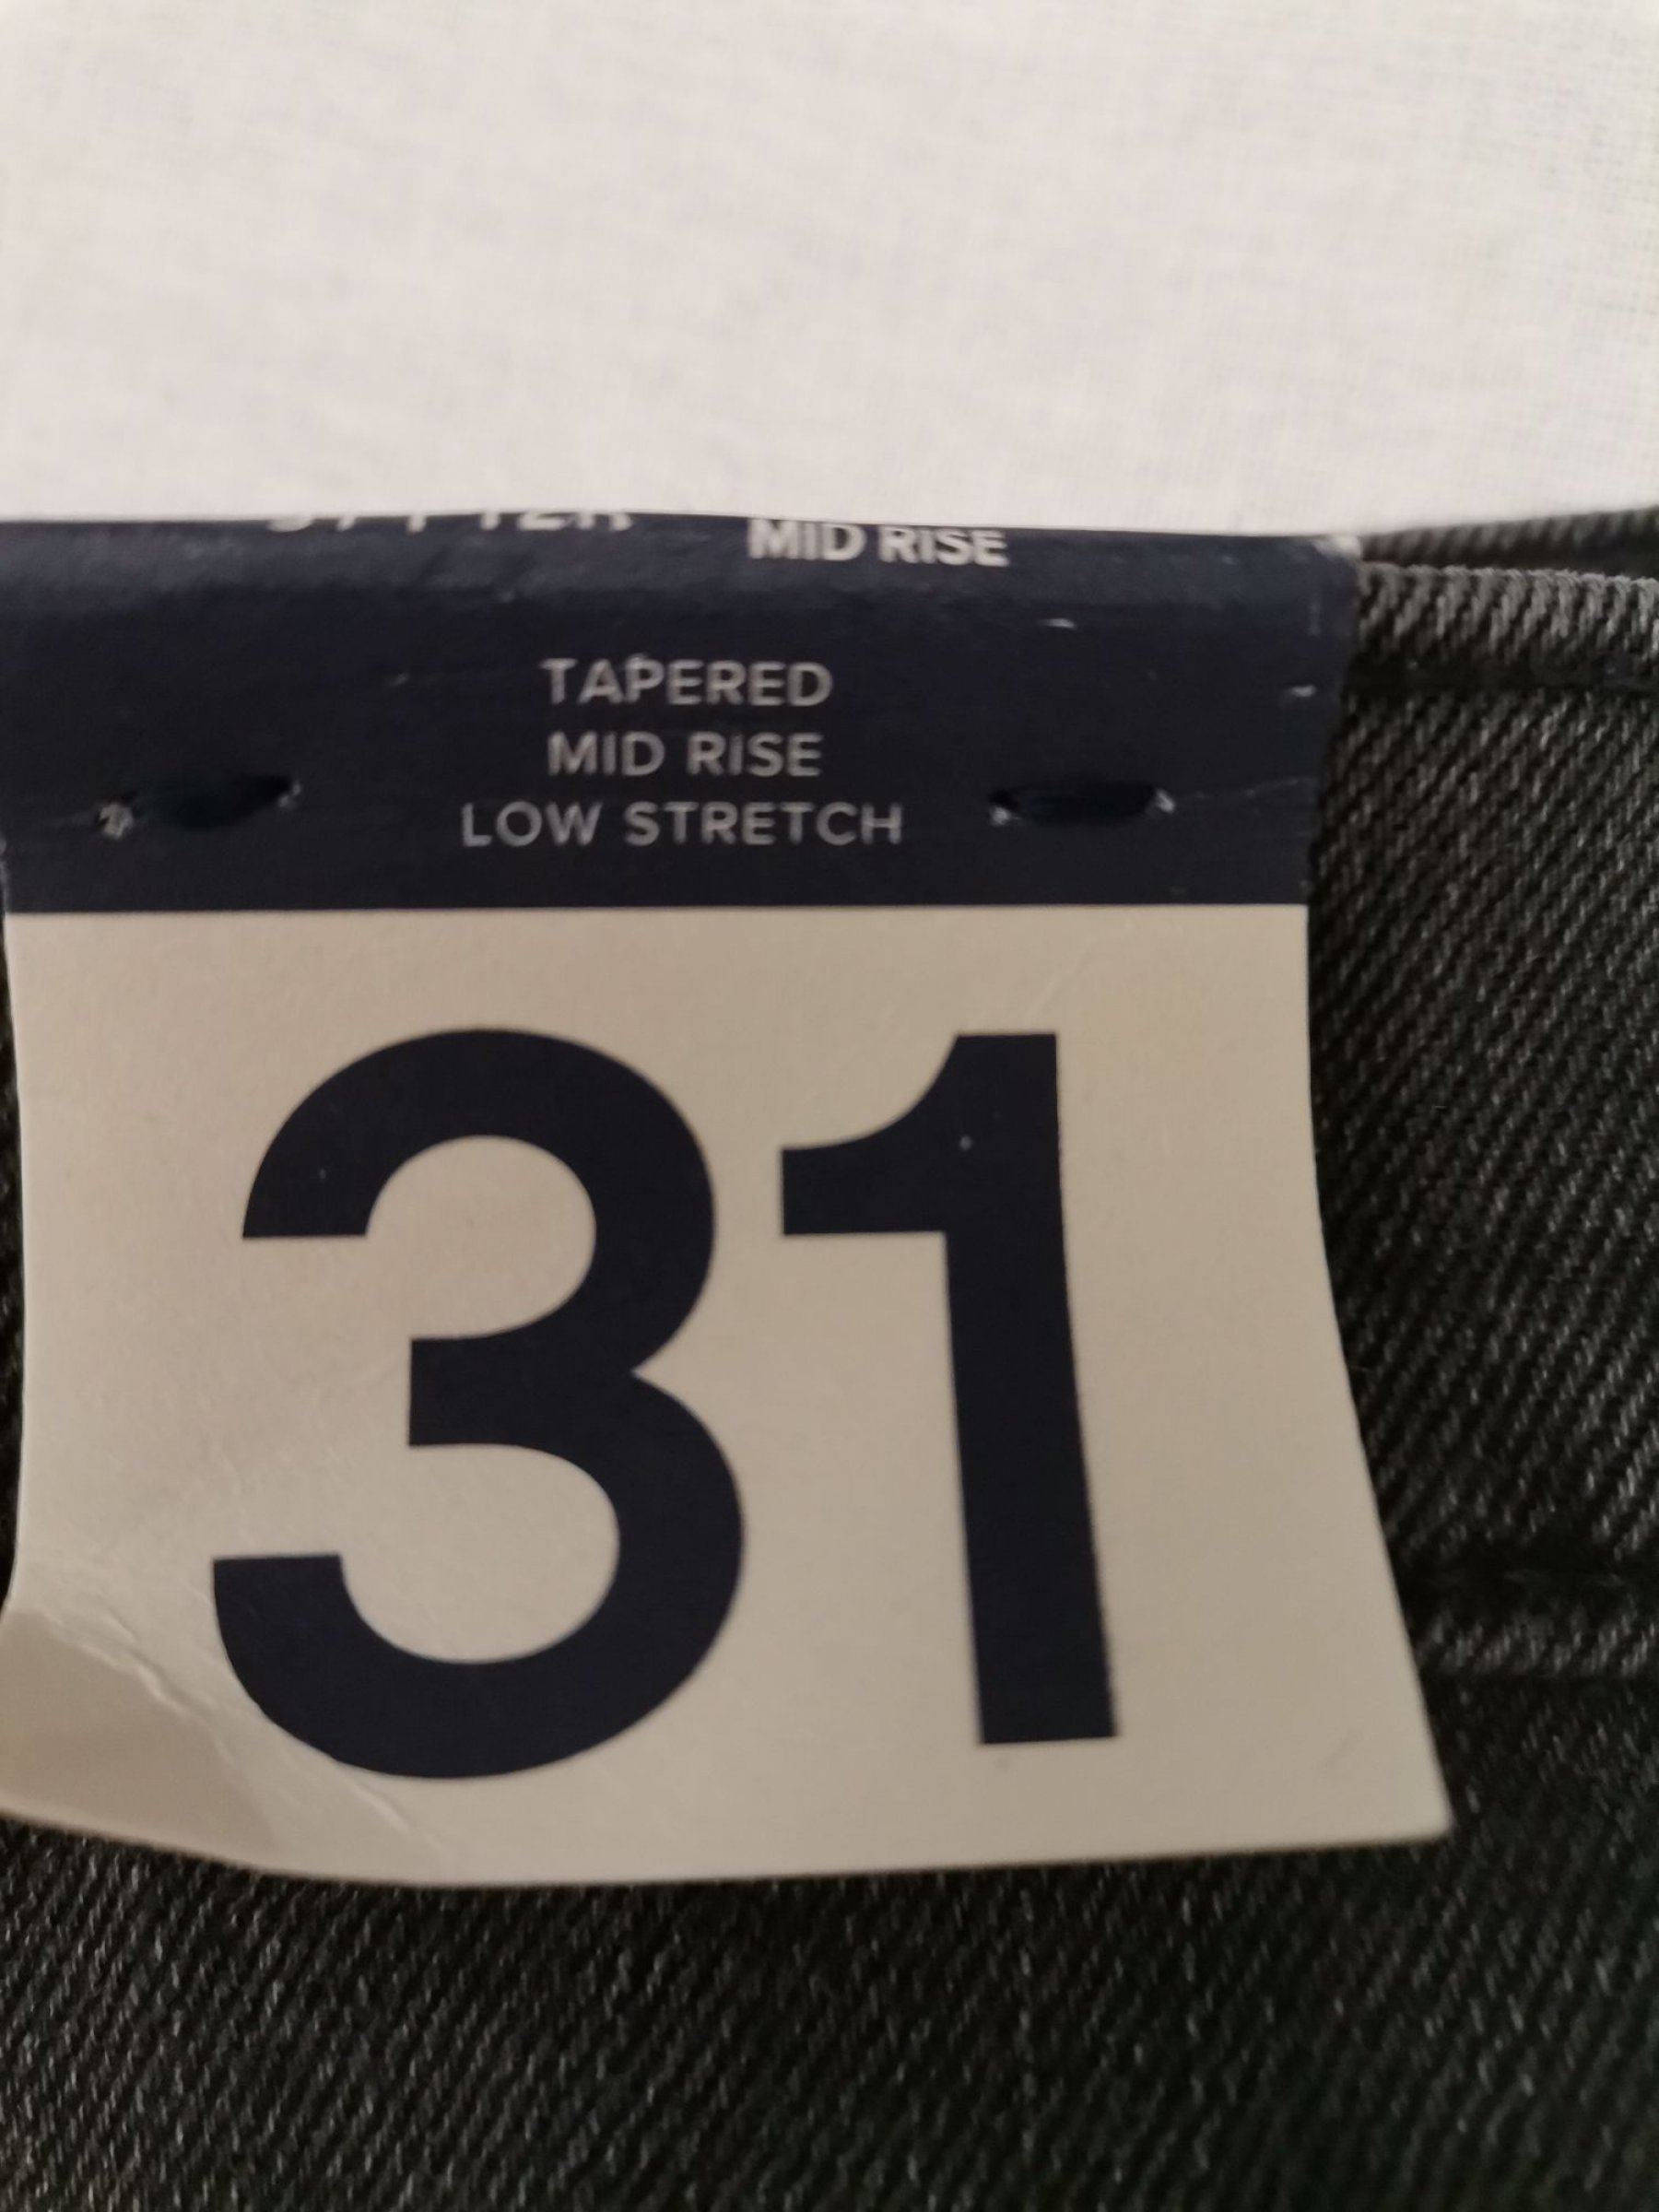 MID RISE
TAPERED
MID RISE
LOW STRETCH
31